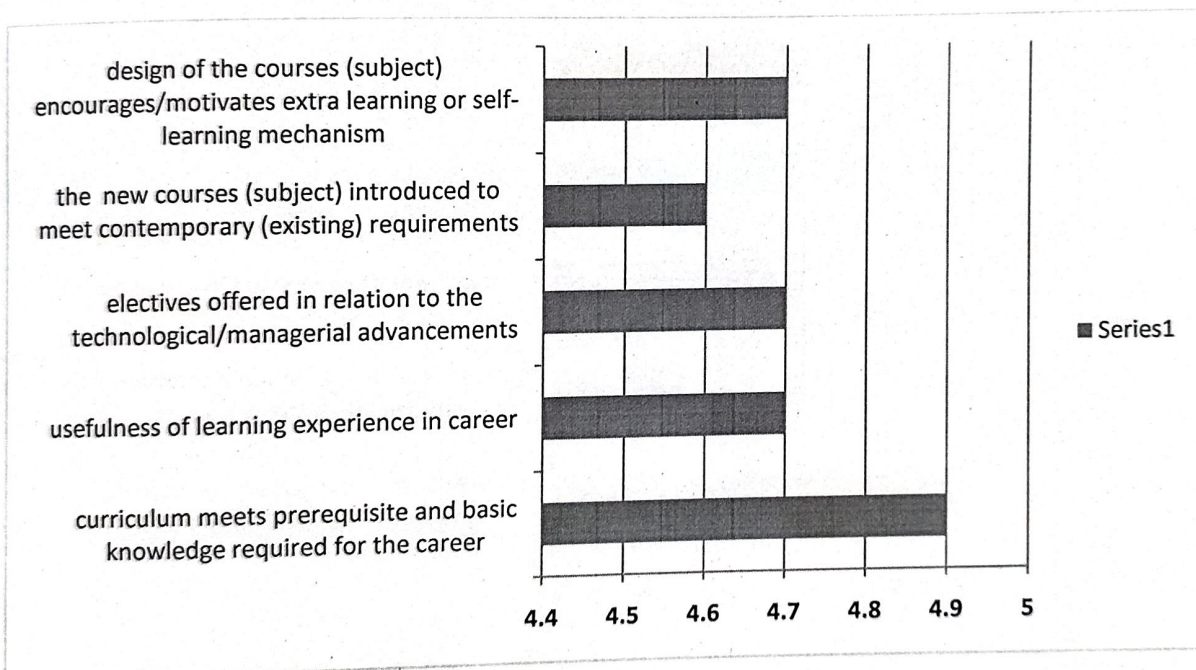 design of the courses (subject)
encourages/motivates extra learning or self-
learning mechanism
the new courses (subject) introduced to
meet contemporary (existing) requirements
electives offered in relation to the
technological/managerial advancements
usefulness of learning experience in career
curriculum meets prerequisite and basic
knowledge required for the career
Series1
4.4 4.5 4.6 4.7 4.8 4.9 5